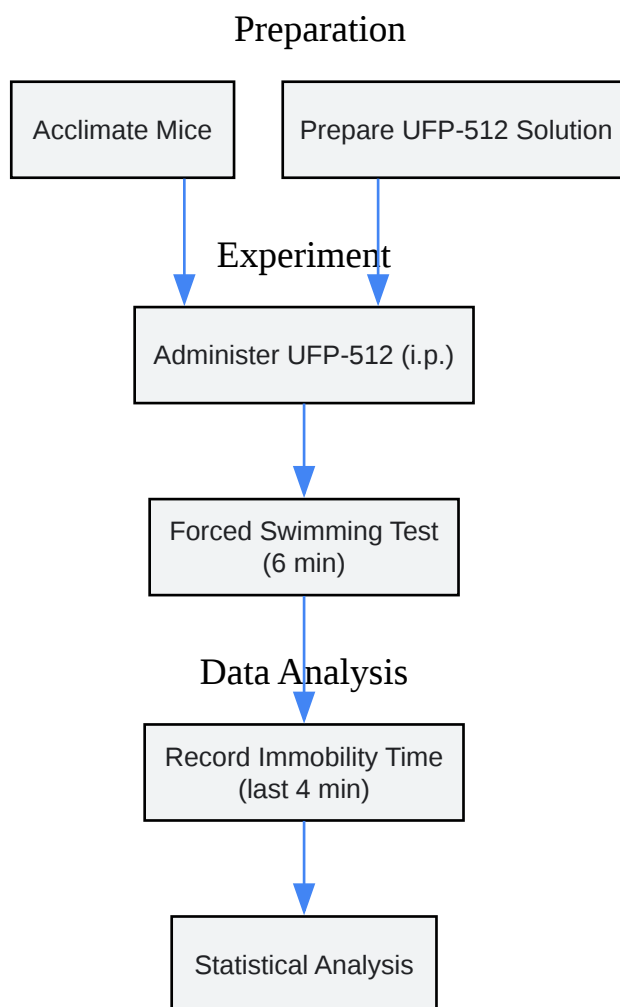 Preparation
Acclimate Mice
Prepare UFP-512 Solution
Experiment
Administer UFP-512 (i.p.)
Forced Swimming Test
(6 min)
Data Analysis
Record Immobility Time
(last 4 min)
Statistical Analysis